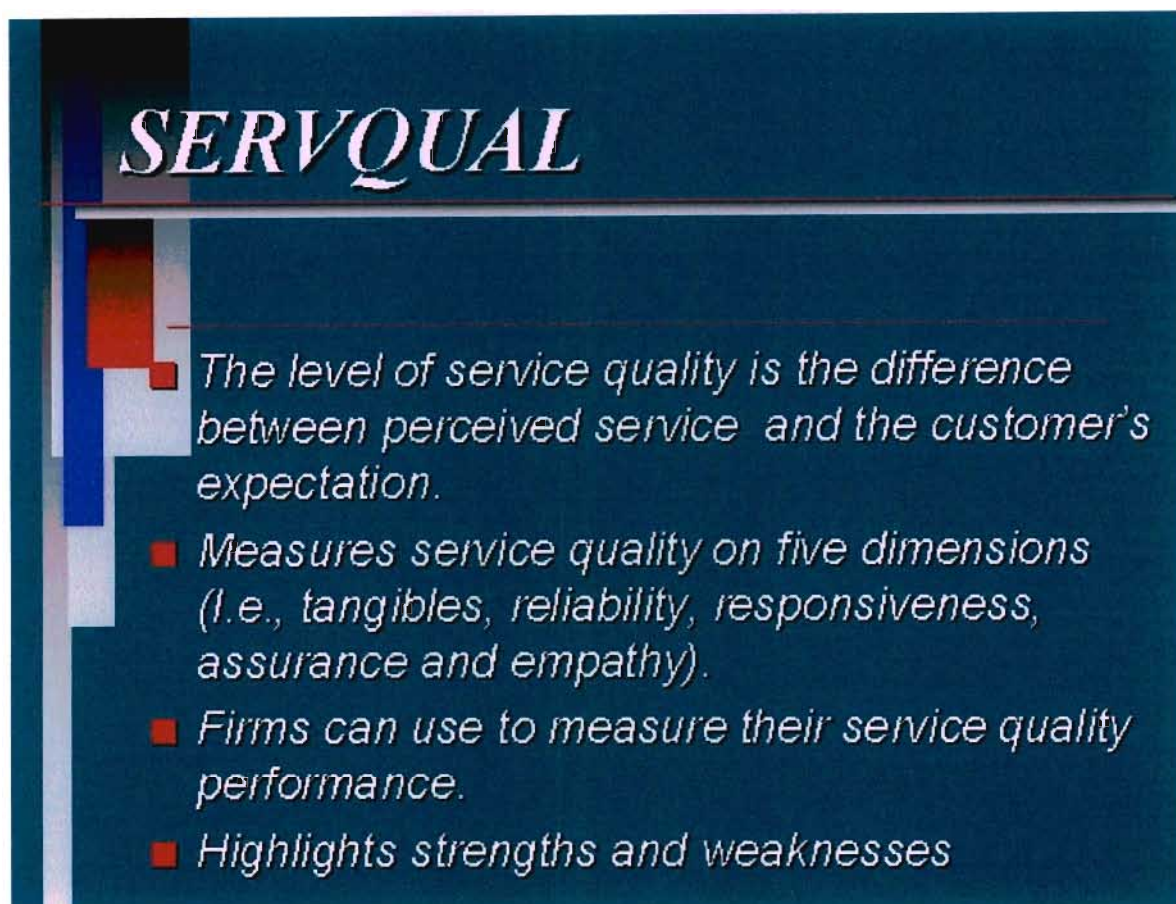 SERVQUAL
The level of service quality is the difference
between perceived service and the customer's
expectation.
Measures service quality on five dimensions
(I.e., tangibles, reliability, responsiveness,
assurance and empathy).
Firms can use to measure their service quality
performance.
Highlights strengths and weaknesses